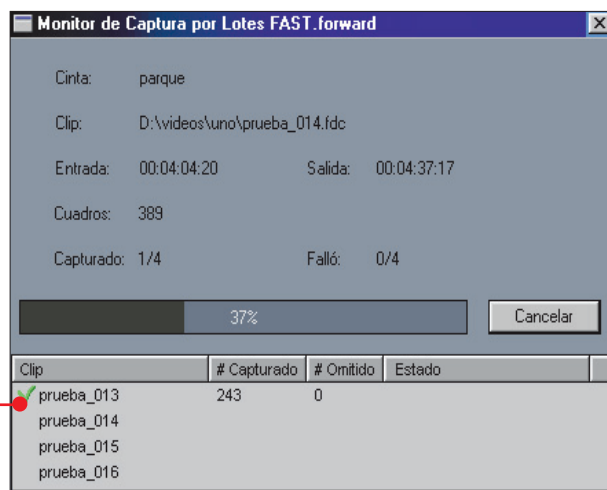 Monitor de Captura por Lotes FAST.forward
Cinta: parque
Clip: D:\videos\uno\prueba_014.fdc
Entrada: 00:04:04:20 Salida: 00:04:37:17
Cuadros: 389
Capturado: 1/4 Falló: 0/4
37% Cancelar
Clip # Capturado # Omitido Estado
prueba_013 243 0
prueba_014
prueba_015
prueba_016